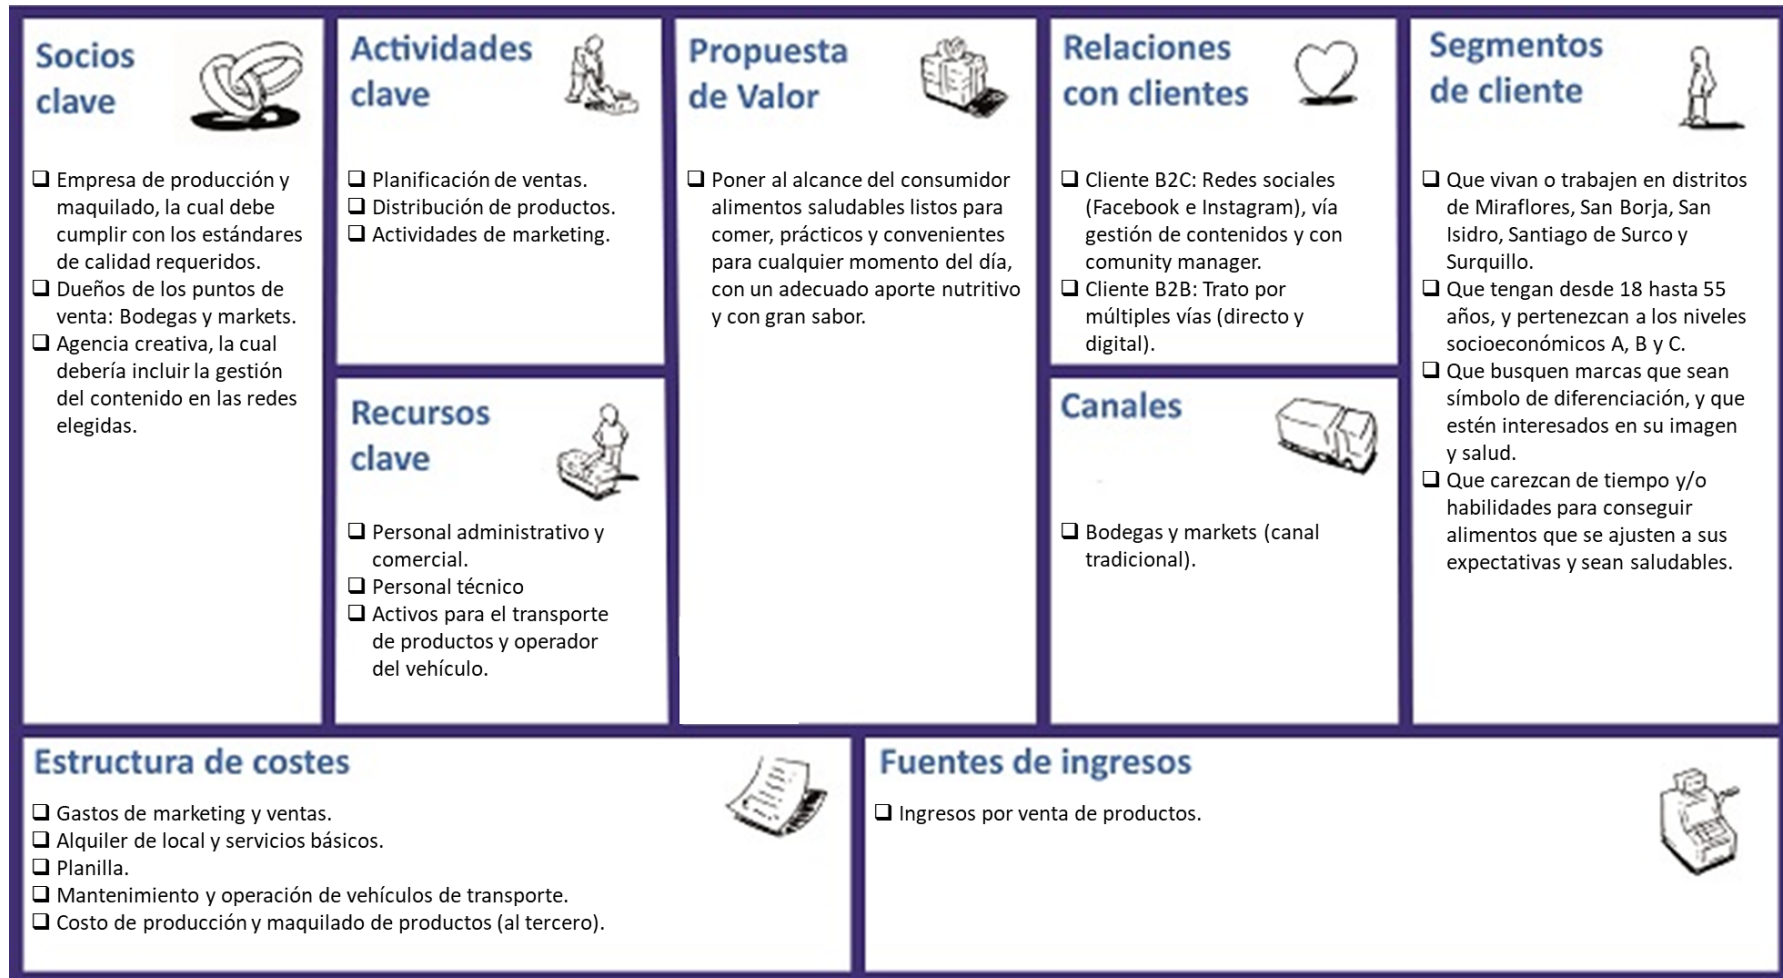 Socios
clave
❑ Empresa de producción y
maquilado, la cual debe
cumplir con los estándares
de calidad requeridos.
❑ Dueños de los puntos de
venta: Bodegas y markets.
❑ Agencia creativa, la cual
debería incluir la gestión
del contenido en las redes
elegidas.
Actividades
clave
❑ Planificación de ventas.
❑ Distribución de productos.
❑ Actividades de marketing.
Recursos
clave
❑ Personal administrativo y
comercial.
❑ Personal técnico
❑ Activos para el transporte
de productos y operador
del vehículo.
Propuesta
de Valor
❑ Poner al alcance del consumidor
alimentos saludables listos para
comer, prácticos y convenientes
para cualquier momento del día,
con un adecuado aporte nutritivo
y con gran sabor.
Relaciones
con clientes
❑ Cliente B2C: Redes sociales
(Facebook e Instagram), vía
gestión de contenidos y con
comunity manager.
❑ Cliente B2B: Trato por
múltiples vías (directo y
digital).
Canales
❑ Bodegas y markets (canal
tradicional).
Segmentos
de cliente
❑ Que vivan o trabajen en distritos
de Miraflores, San Borja, San
Isidro, Santiago de Surco y
Surquillo.
❑ Que tengan desde 18 hasta 55
años, y pertenezcan a los niveles
socioeconómicos A, B y C.
❑ Que busquen marcas que sean
símbolo de diferenciación, y que
estén interesados en su imagen
y salud.
❑ Que carezcan de tiempo y/o
habilidades para conseguir
alimentos que se ajusten a sus
expectativas y sean saludables.
Estructura de costes
❑ Gastos de marketing y ventas.
❑ Alquiler de local y servicios básicos.
❑ Planilla.
❑ Mantenimiento y operación de vehículos de transporte.
❑ Costo de producción y maquilado de productos (al tercero).
Fuentes de ingresos
❑ Ingresos por venta de productos.